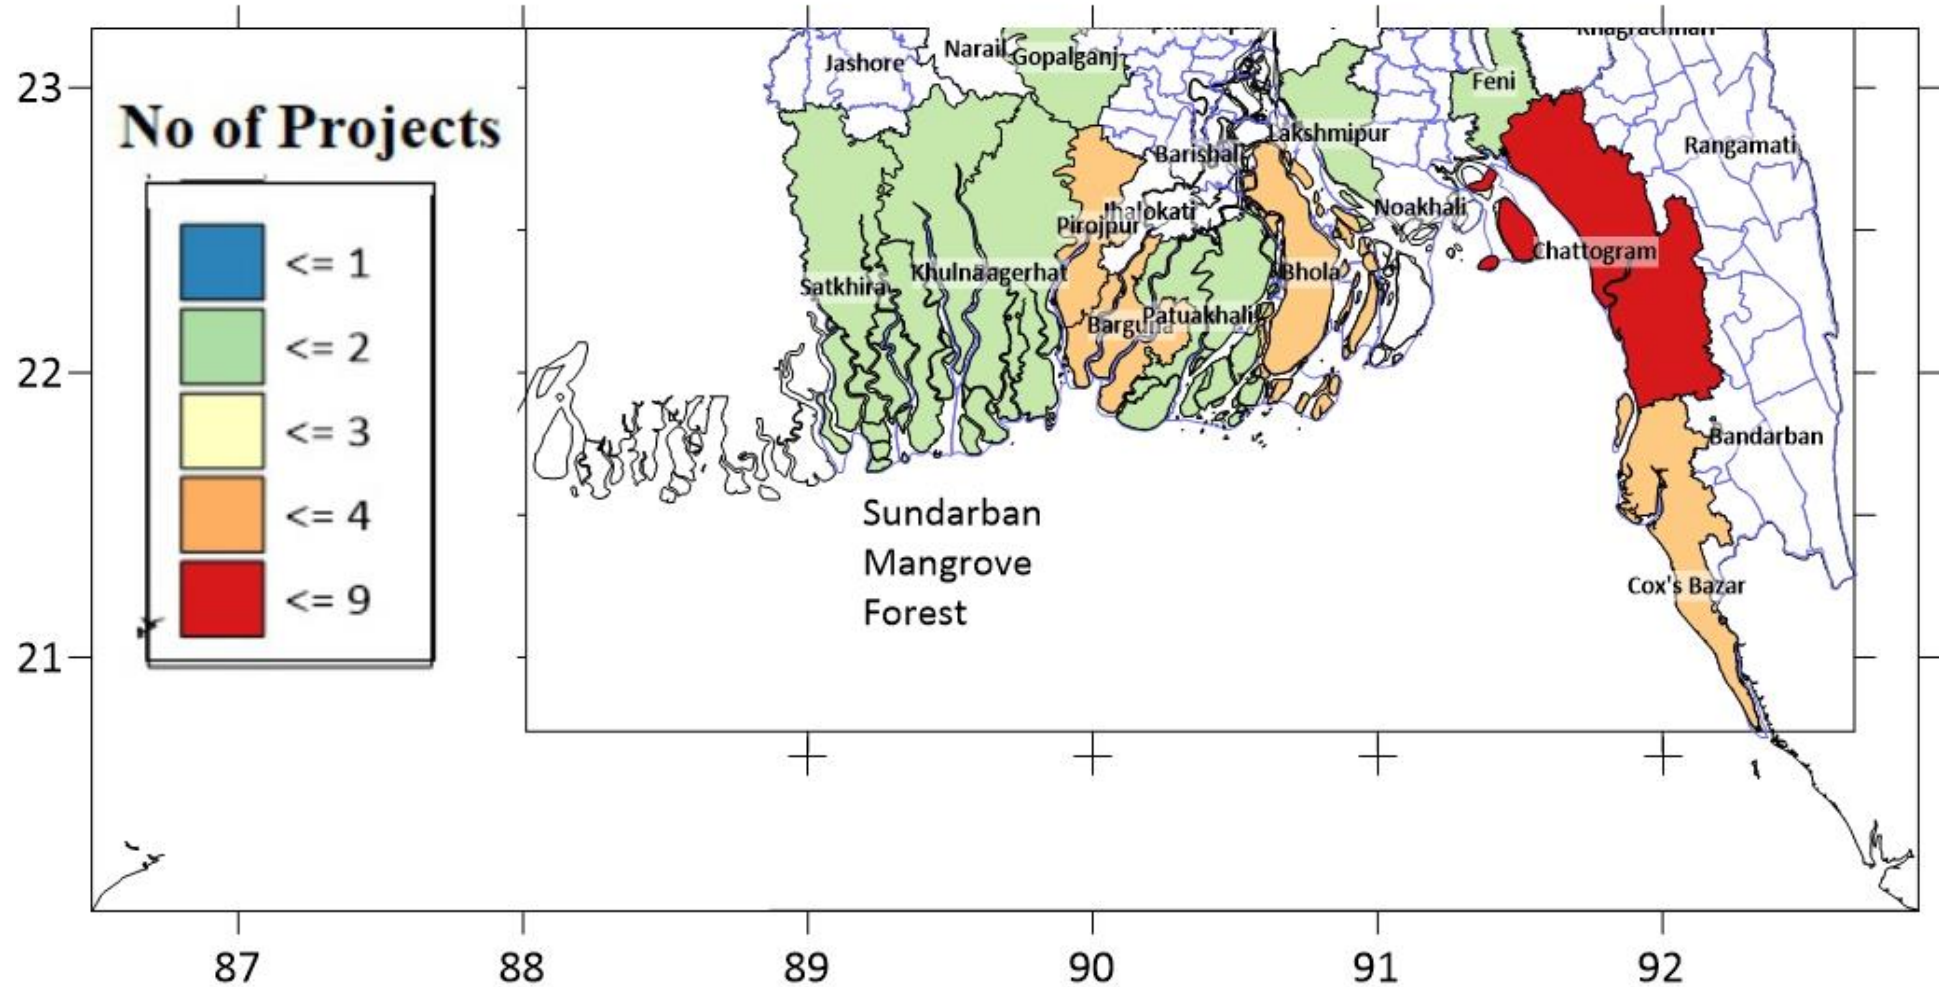 No of Projects
<= 1
<= 2
<= 3
<= 4
<= 9
23
22
21
87
88
89
90
91
92
Jashore
Narail
Gopalganj
Feni
Lakshmipur
Rangamati
Barishal
Jhalokati
Pirojpur
Noakhali
Chattogram
Satkhira
Khulna
agerhat
Bhola
Barguna
Patuakhali
Bandarban
Cox's Bazar
Sundarban
Mangrove
Forest